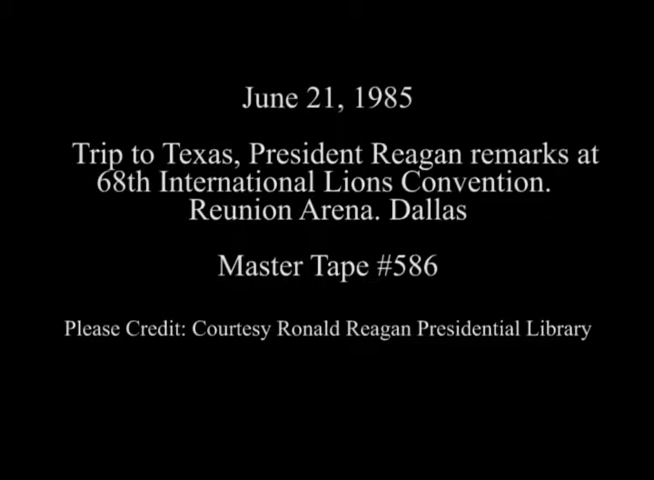 June 21, 1985
Trip to Texas, President Reagan remarks at
68th International Lions Convention.
Reunion Arena. Dallas
Master Tape #586
Please Credit: Courtesy Ronald Reagan Presidential Library